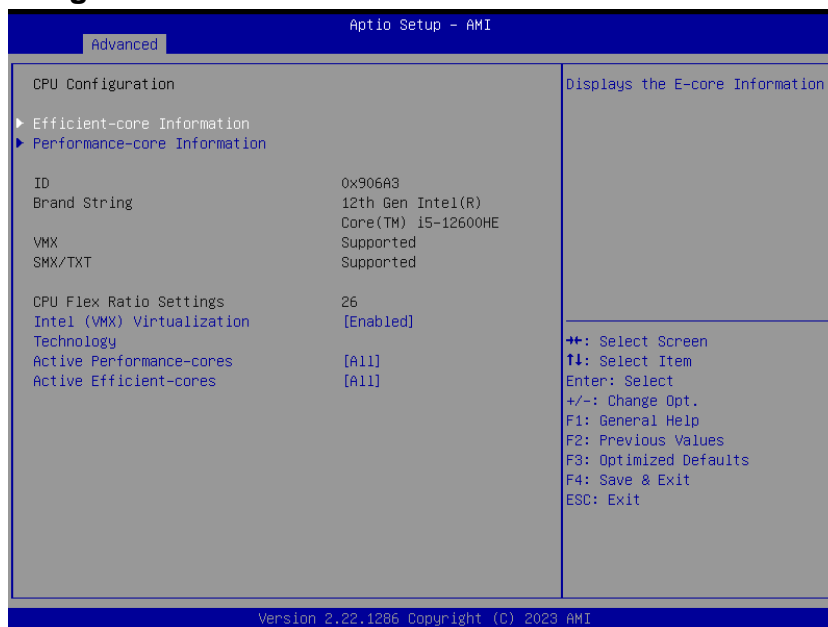 Aptio Setup – AMI
Advanced
CPU Configuration
Efficient-core Information
Performance-core Information
ID 0x906A3
Brand String 12th Gen Intel(R)
Core(TM) i5-12600HE
VMX Supported
SMX/TXT Supported
CPU Flex Ratio Settings 26
Intel (VMX) Virtualization [Enabled]
Technology
Active Performance-cores [All]
Active Efficient-cores [All]
Displays the E-core Information
→←: Select Screen
↑↓: Select Item
Enter: Select
+/-: Change Opt.
F1: General Help
F2: Previous Values
F3: Optimized Defaults
F4: Save & Exit
ESC: Exit
Version 2.22.1286 Copyright (C) 2023 AMI